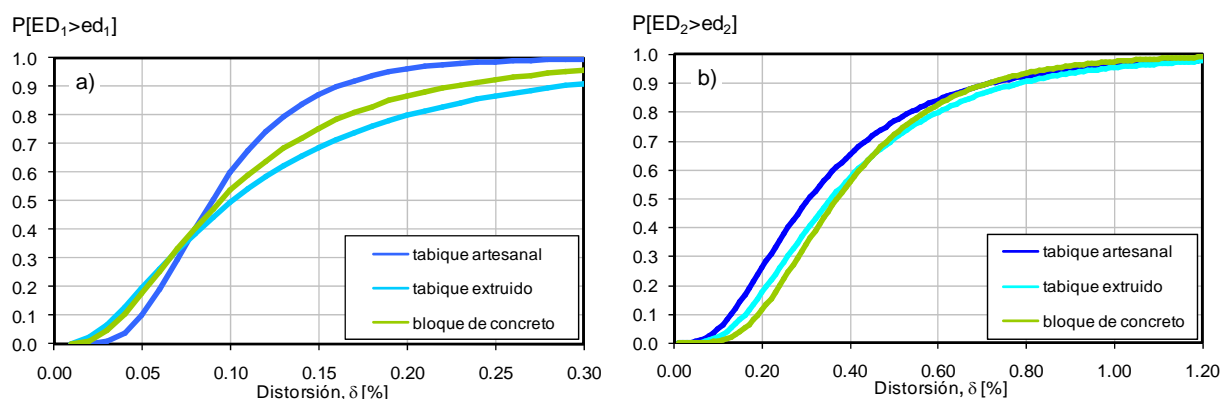 P[ED1>ed1]
a)
1.0
0.9
0.8
0.7
0.6
0.5
0.4
0.3
0.2
0.1
0.0
tabique artesanal
tabique extruido
bloque de concreto
0.00 0.05 0.10 0.15 0.20 0.25 0.30
Distorsión, δ [%]
P[ED2>ed2]
b)
1.0
0.9
0.8
0.7
0.6
0.5
0.4
0.3
0.2
0.1
0.0
tabique artesanal
tabique extruido
bloque de concreto
0.00 0.20 0.40 0.60 0.80 1.00 1.20
Distorsión, δ [%]